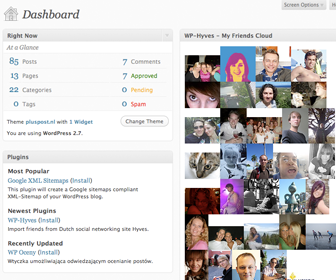 Screen Options
Dashboard
Right Now
At a Glance
85 Posts 7 Comments
13 Pages 7 Approved
22 Categories 0 Pending
0 Tags 0 Spam
Theme pluspost.nl with 1 Widget
Change Theme
You are using WordPress 2.7.
Plugins
Most Popular
Google XML Sitemaps (Install)
This plugin will create a Google sitemaps compliant
XML-Sitemap of your WordPress blog.
Newest Plugins
WP-Hyves (Install)
Import friends from Dutch social networking site Hyves.
Recently Updated
WP Oceny (Install)
Wtyczka umożliwiająca odwiedzającym ocenianie postów.
WP-Hyves - My Friends Cloud